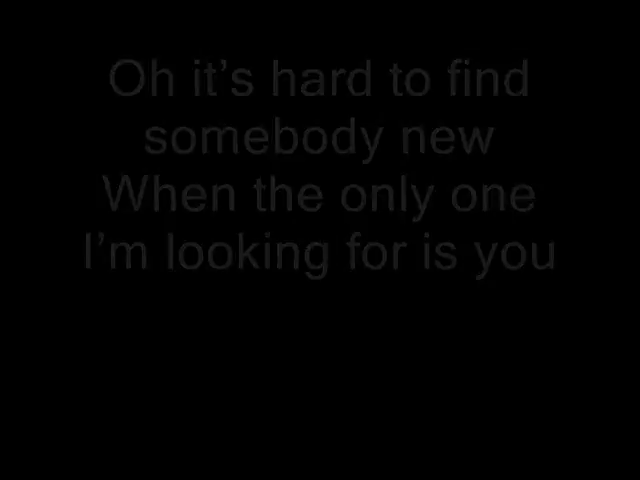 Oh it’s hard to find
somebody new
When the only one
I’m looking for is you